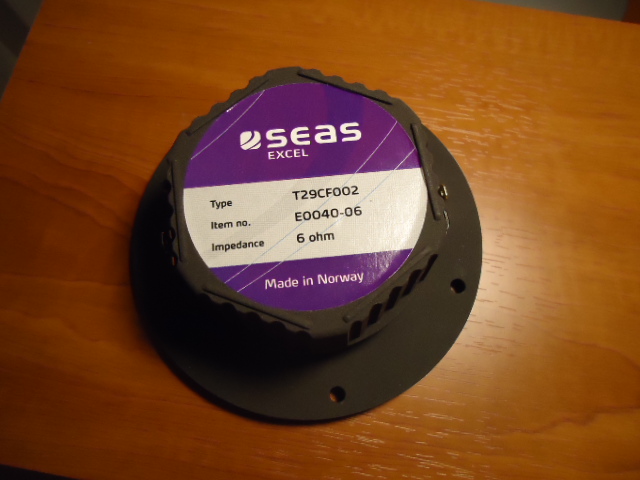 seas
EXCEL
Type T29CF002
Item no. E0040-06
Impedance 6 ohm
Made in Norway